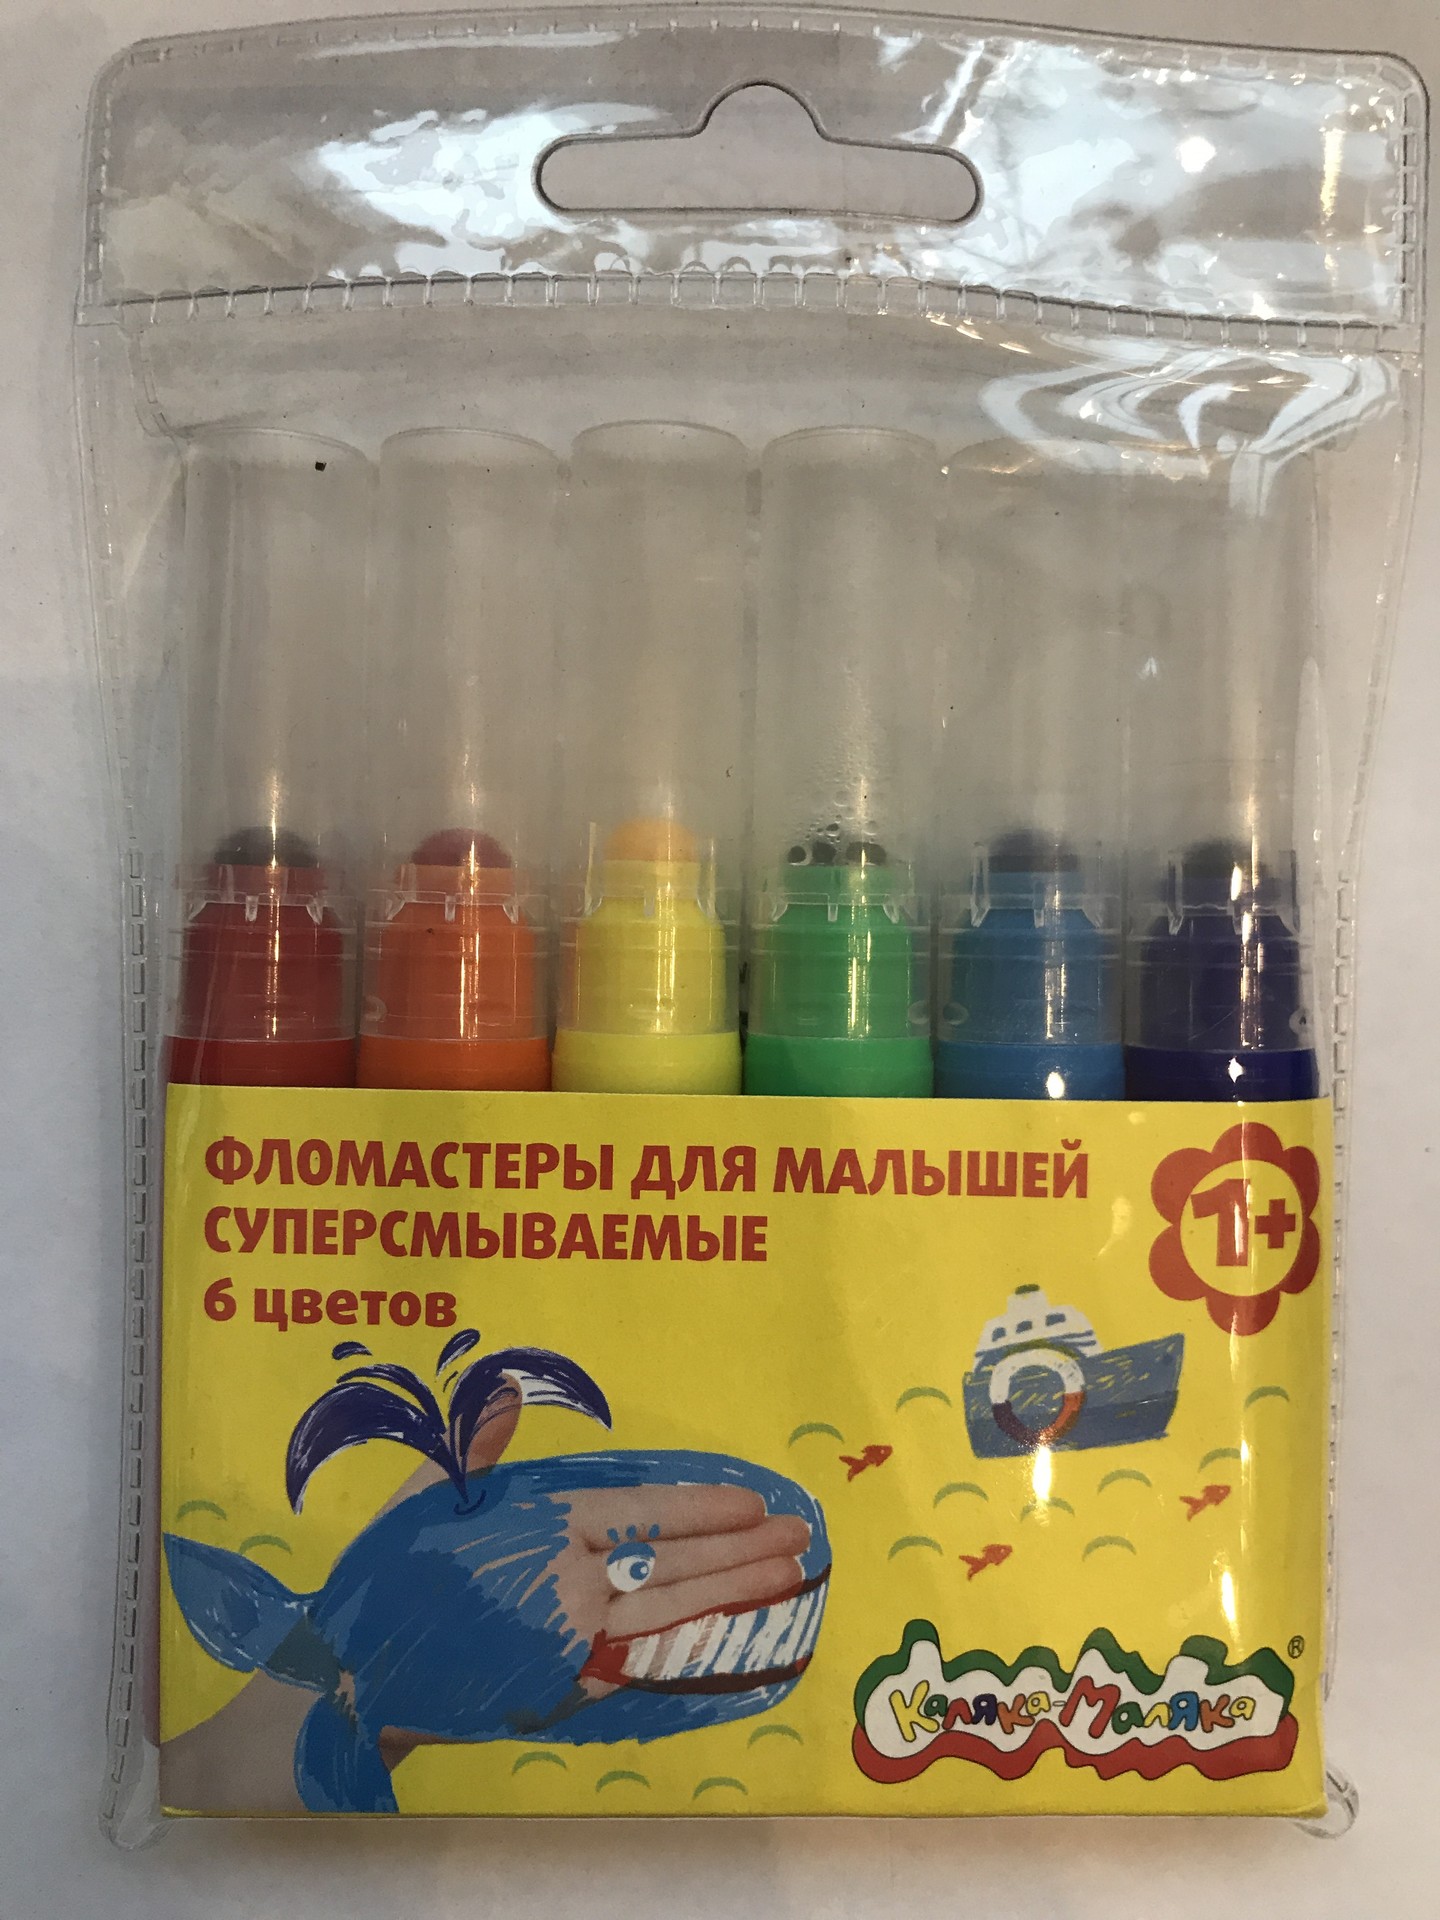 ФЛОМАСТЕРЫ ДЛЯ МАЛЫШЕЙ
СУПЕРСМЫВАЕМЫЕ
6 цветов
1+
Каляка-Маляка ®